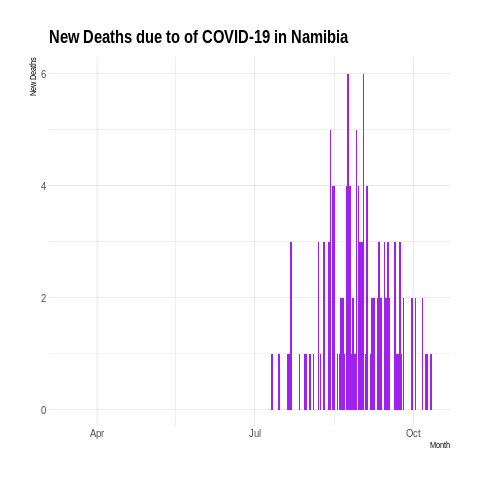 New Deaths due to of COVID-19 in Namibia
New Deaths
6
4
2
0
Apr
Jul
Oct
Month